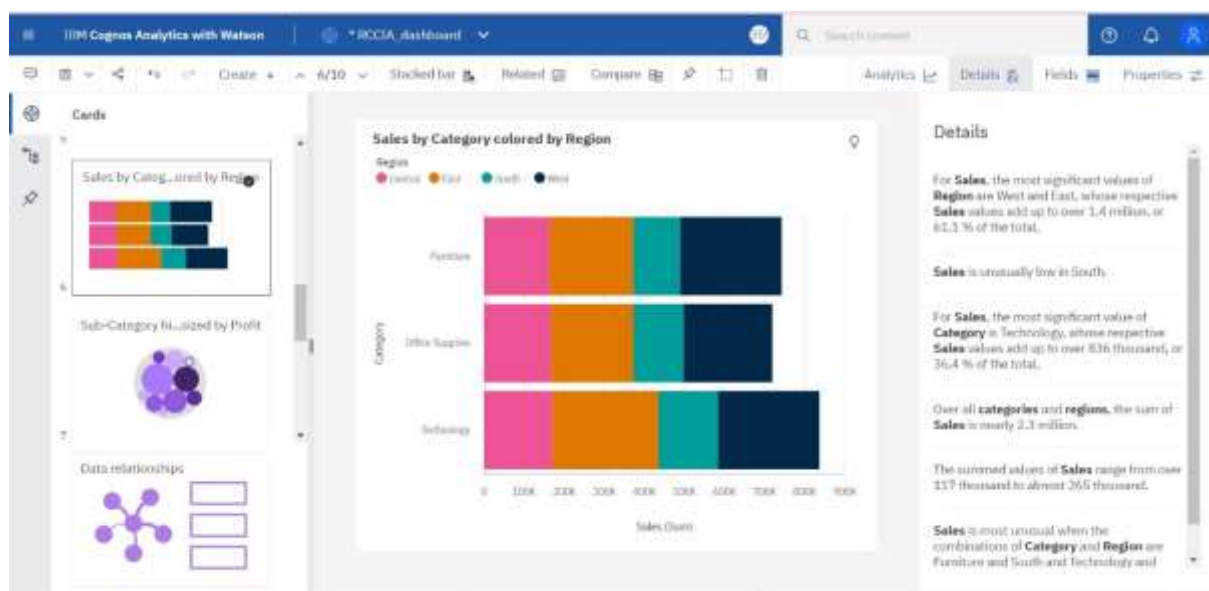 IBM Cognos Analytics with Watson
* RCCIA_dashboard
Search content
Create +
6/10
Stacked bar
Related
Compare
Analytics
Details
Fields
Properties
Cards
Sales by Categ...ored by Region
6
Sub-Category hi...sized by Profit
7
Data relationships
Sales by Category colored by Region
Region
Central East South West
Category
Furniture
Office Supplies
Technology
0 100K 200K 300K 400K 500K 600K 700K 800K 900K
Sales (Sum)
Details
For Sales, the most significant values of
Region are West and East, whose respective
Sales values add up to over 1.4 million, or
61.1 % of the total.
Sales is unusually low in South.
For Sales, the most significant value of
Category is Technology, whose respective
Sales values add up to over 836 thousand, or
36.4 % of the total.
Over all categories and regions, the sum of
Sales is nearly 2.3 million.
The summed values of Sales range from over
117 thousand to almost 265 thousand.
Sales is most unusual when the
combinations of Category and Region are
Furniture and South and Technology and